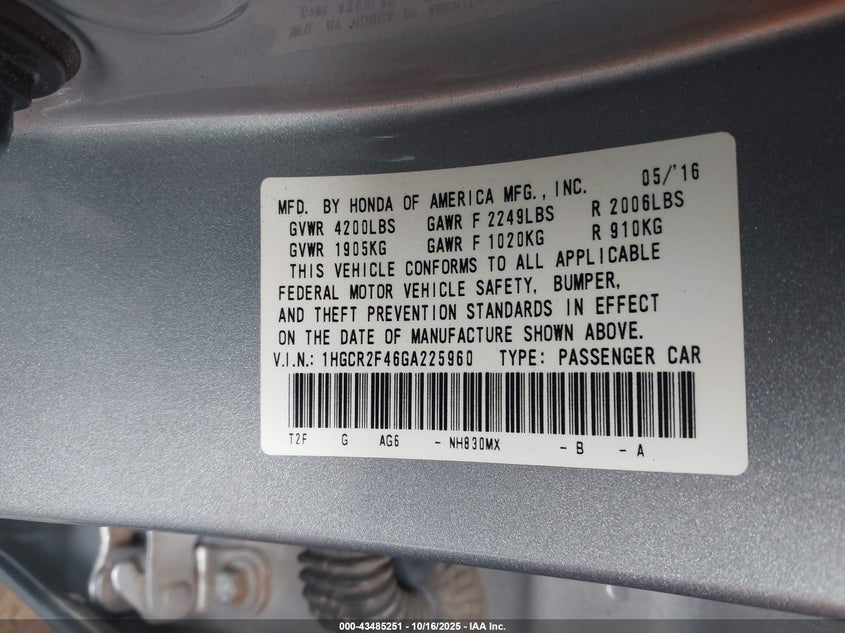 MFD. BY HONDA OF AMERICA MFG., INC. 05/'16
GVWR 4200LBS GAWR F 2249LBS R 2006LBS
GVWR 1905KG GAWR F 1020KG R 910KG
THIS VEHICLE CONFORMS TO ALL APPLICABLE
FEDERAL MOTOR VEHICLE SAFETY, BUMPER,
AND THEFT PREVENTION STANDARDS IN EFFECT
ON THE DATE OF MANUFACTURE SHOWN ABOVE.
V.I.N.: 1HGCR2F46GA225960 TYPE: PASSENGER CAR
T2F G AG6 - NH830MX - B - A
000-43485251 - 10/16/2025 - IAA Inc.